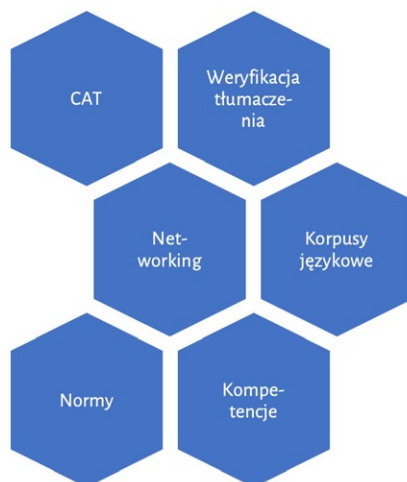 CAT
Weryfikacja
tłumacze-
nia
Net-
working
Korpusy
językowe
Normy
Kompe-
tencje